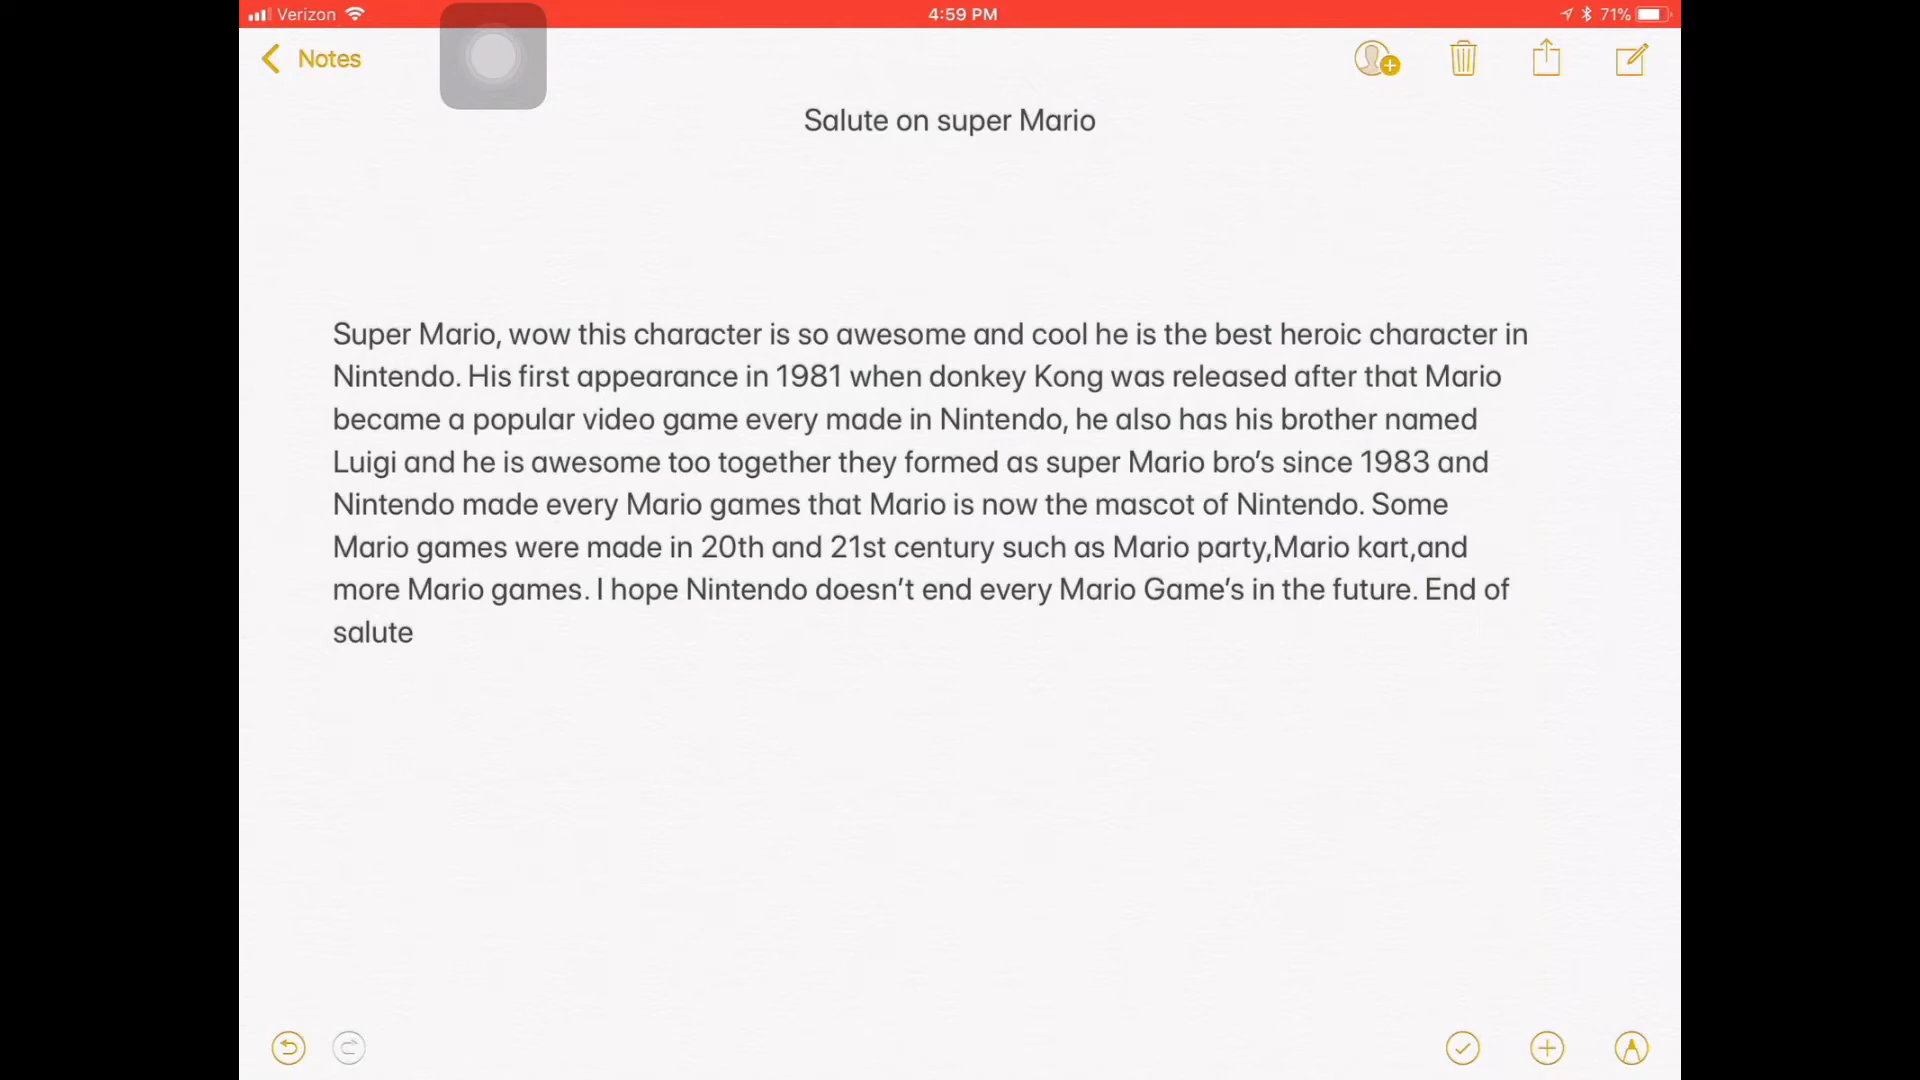 Verizon 4:59 PM 71%
Notes
Salute on super Mario
Super Mario, wow this character is so awesome and cool he is the best heroic character in
Nintendo. His first appearance in 1981 when donkey Kong was released after that Mario
became a popular video game every made in Nintendo, he also has his brother named
Luigi and he is awesome too together they formed as super Mario bro’s since 1983 and
Nintendo made every Mario games that Mario is now the mascot of Nintendo. Some
Mario games were made in 20th and 21st century such as Mario party,Mario kart,and
more Mario games. I hope Nintendo doesn’t end every Mario Game’s in the future. End of
salute